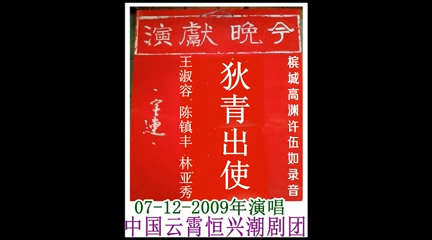 今晚獻演
槟城高渊许伍如录音
狄青出使
王淑容.陈镇丰.林亚秀
07-12-2009年演唱
中国云霄恒兴潮剧团